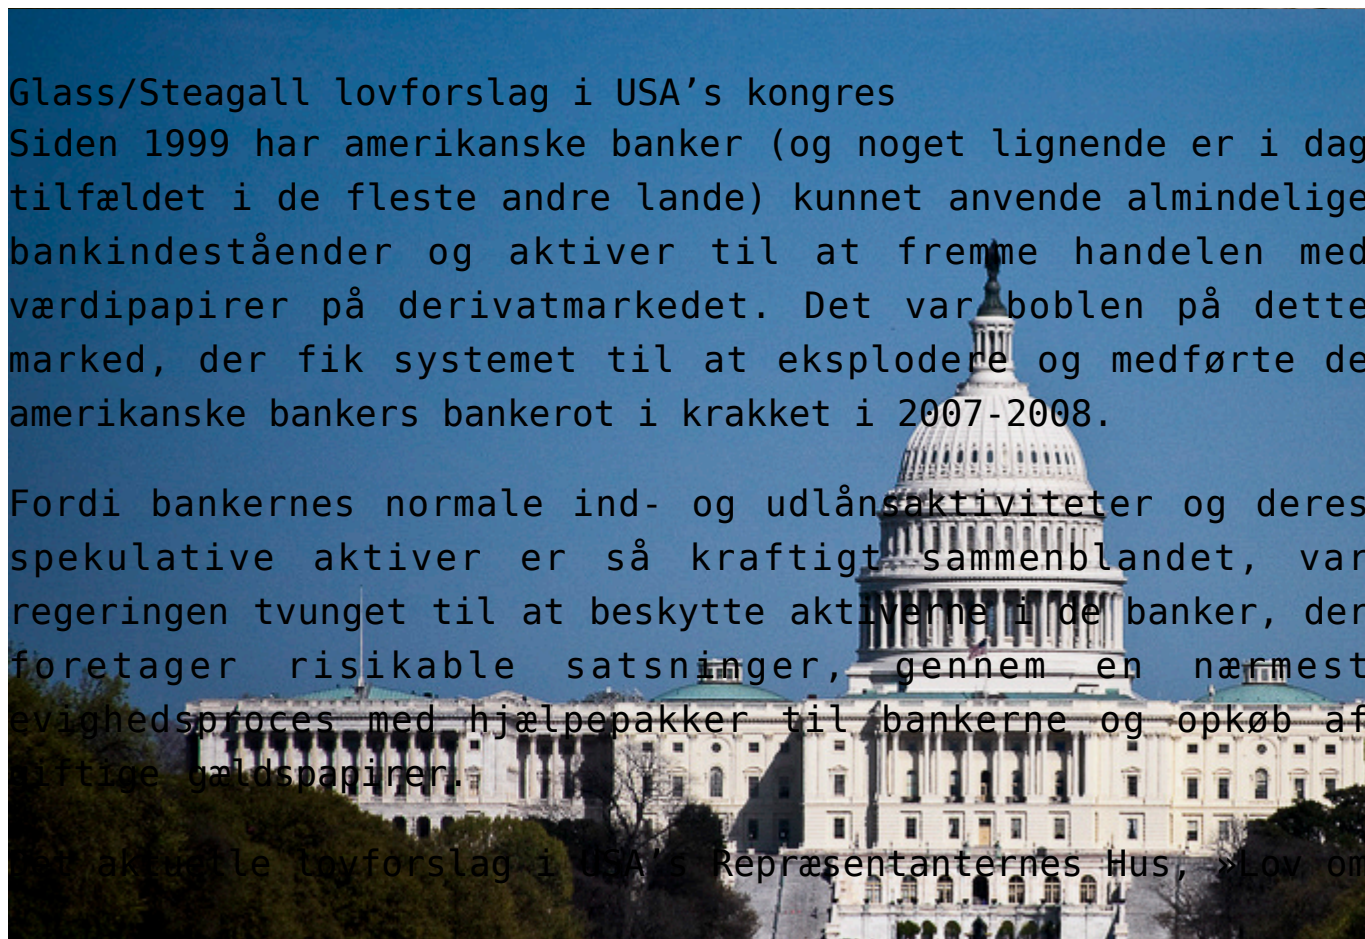 Glass/Steagall lovforslag i USA’s kongres
Siden 1999 har amerikanske banker (og noget lignende er i dag
tilfældet i de fleste andre lande) kunnet anvende almindelige
bankindeståender og aktiver til at fremme handelen med
værdipapirer på derivatmarkedet. Det var boblen på dette
marked, der fik systemet til at eksplodere og medførte de
amerikanske bankers bankerot i krakket i 2007-2008.
Fordi bankernes normale ind- og udlånsaktiviteter og deres
spekulative aktiver er så kraftigt sammenblandet, var
regeringen tvunget til at beskytte aktiverne i de banker, der
foretager risikable satsninger, gennem en nærmest
evighedsproces med hjælpepakker til bankerne og opkøb af
giftige gældspapirer.
aktuelle lovforslag i USA’s Repræsentanternes Hus, »Lov om